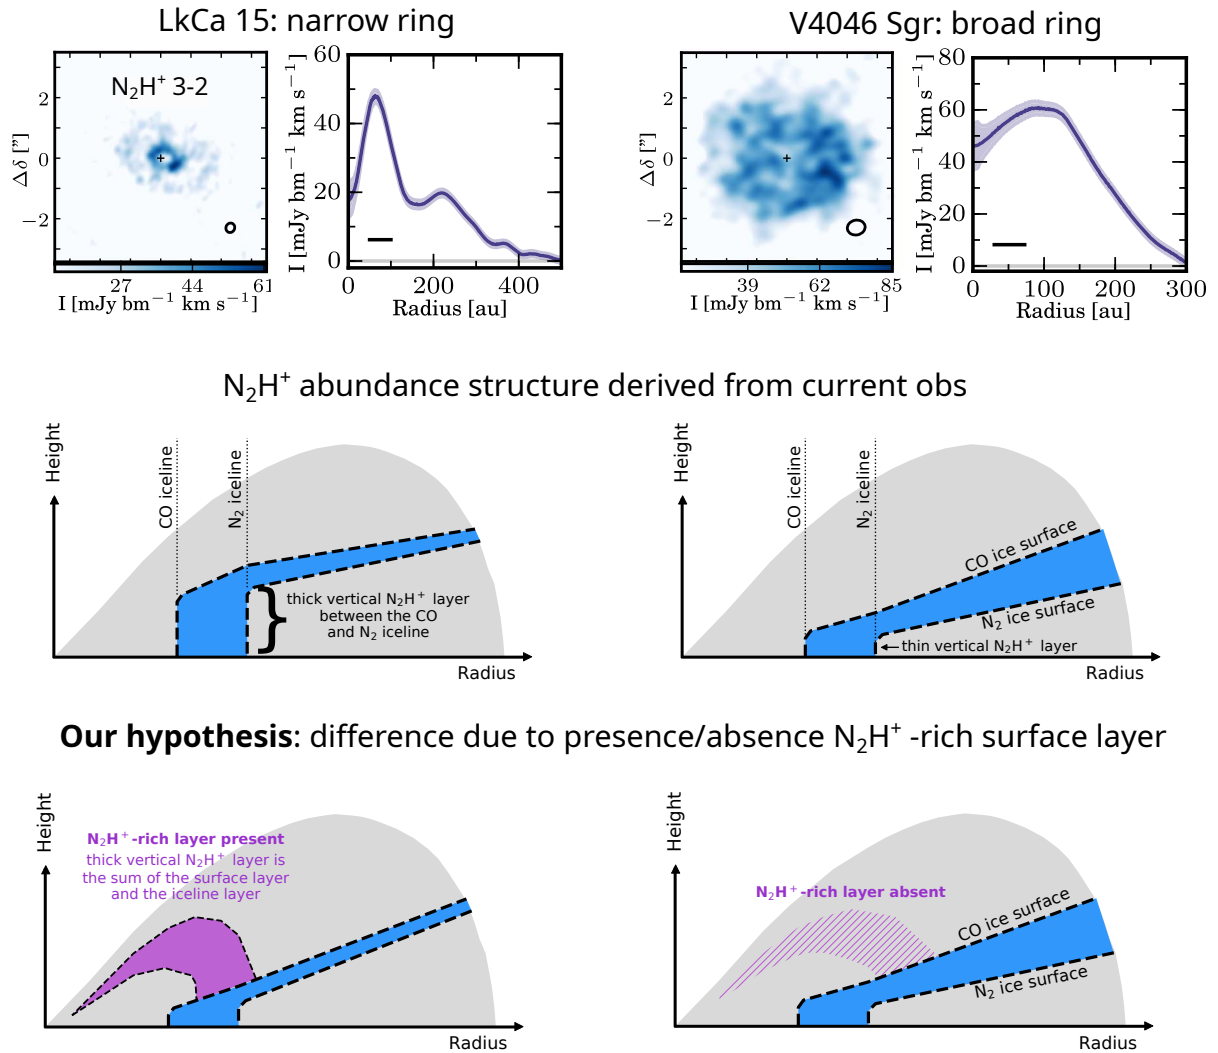 LkCa 15: narrow ring
V4046 Sgr: broad ring
N₂H⁺ 3-2
Δδ ["]
2
0
−2
27
44
61
I [mJy bm⁻¹ km s⁻¹]
I [mJy bm⁻¹ km s⁻¹]
60
40
20
0
0
200
400
Radius [au]
Δδ ["]
2
0
−2
39
62
85
I [mJy bm⁻¹ km s⁻¹]
I [mJy bm⁻¹ km s⁻¹]
80
60
40
20
0
0
100
200
300
Radius [au]
N₂H⁺ abundance structure derived from current obs
Height
CO iceline
N₂ iceline
thick vertical N₂H⁺ layer
between the CO
and N₂ iceline
Radius
Height
CO iceline
N₂ iceline
CO ice surface
N₂ ice surface
thin vertical N₂H⁺ layer
Radius
Our hypothesis: difference due to presence/absence N₂H⁺ -rich surface layer
Height
N₂H⁺-rich layer present
thick vertical N₂H⁺ layer is
the sum of the surface layer
and the iceline layer
Radius
Height
N₂H⁺-rich layer absent
CO ice surface
N₂ ice surface
Radius